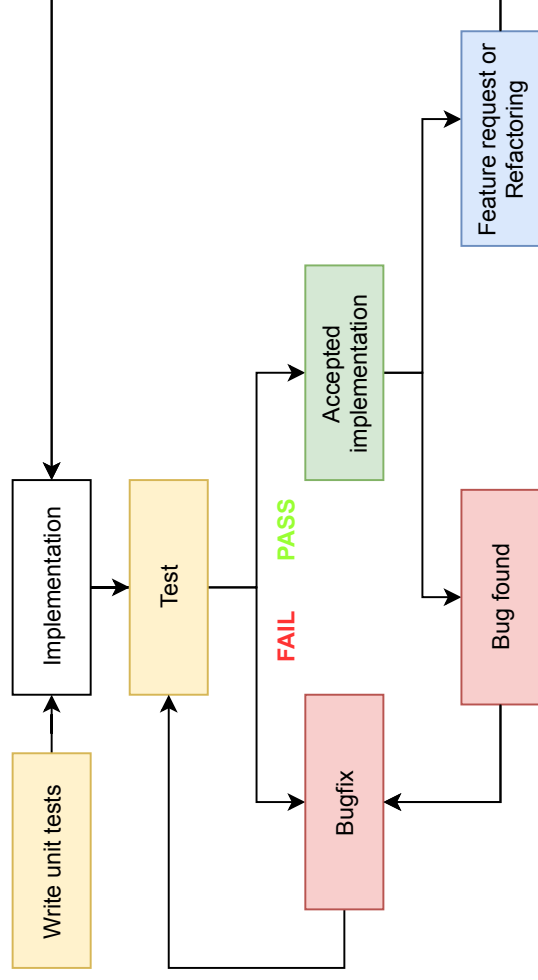 Write unit tests
Implementation
Test
FAIL
PASS
Bugfix
Accepted
implementation
Bug found
Feature request or
Refactoring